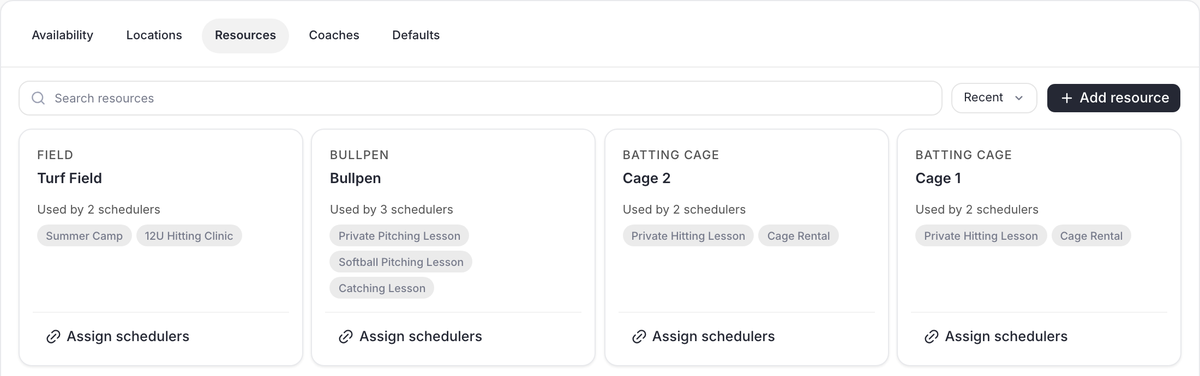 Availability
Locations
Resources
Coaches
Defaults
Search resources
Recent
+ Add resource
FIELD
Turf Field
Used by 2 schedulers
Summer Camp
12U Hitting Clinic
Assign schedulers
BULLPEN
Bullpen
Used by 3 schedulers
Private Pitching Lesson
Softball Pitching Lesson
Catching Lesson
Assign schedulers
BATTING CAGE
Cage 2
Used by 2 schedulers
Private Hitting Lesson
Cage Rental
Assign schedulers
BATTING CAGE
Cage 1
Used by 2 schedulers
Private Hitting Lesson
Cage Rental
Assign schedulers